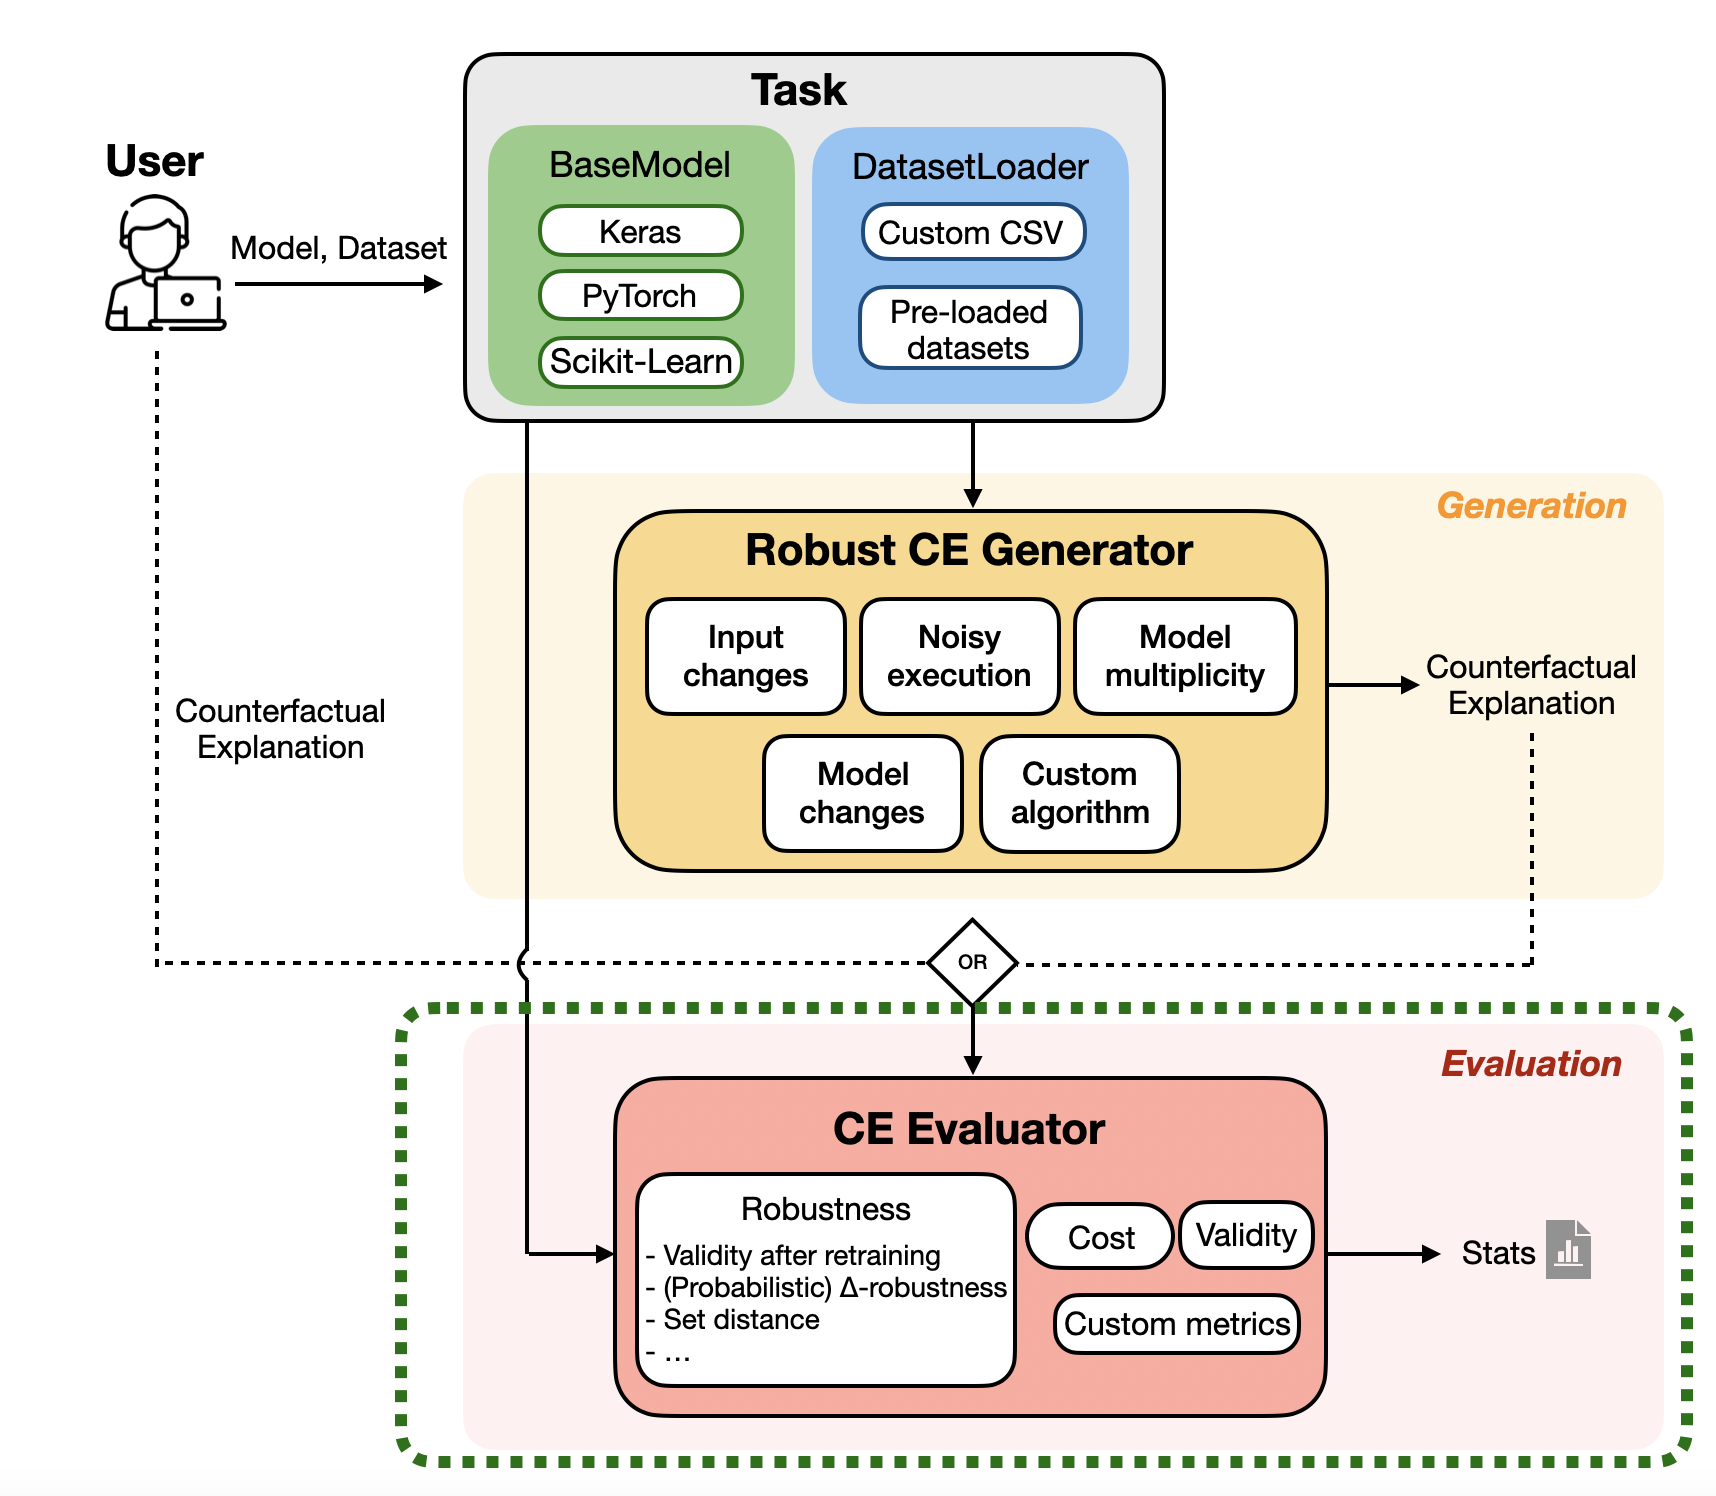 Task
User
BaseModel
DatasetLoader
Keras
Custom CSV
Model, Dataset
PyTorch
Pre-loaded
datasets
Scikit-Learn
Generation
Robust CE Generator
Input
changes
Noisy
execution
Model
multiplicity
Counterfactual
Explanation
Counterfactual
Explanation
Model
changes
Custom
algorithm
OR
Evaluation
CE Evaluator
Robustness
- Validity after retraining
- (Probabilistic) Δ-robustness
- Set distance
- ...
Cost
Validity
Custom metrics
Stats